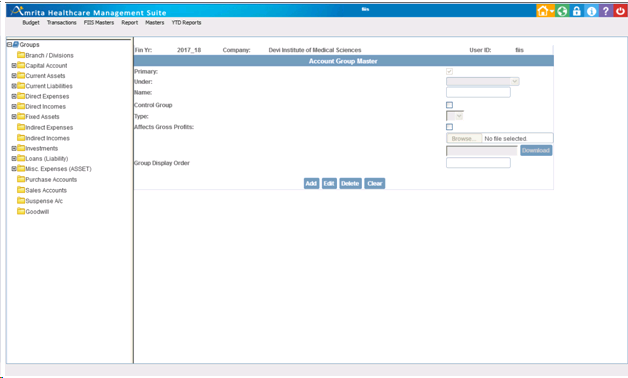 Amrita Healthcare Management Suite
fiis
Budget Transactions FIIS Masters Report Masters YTD Reports
Groups
Branch / Divisions
Capital Account
Current Assets
Current Liabilities
Direct Expenses
Direct Incomes
Fixed Assets
Indirect Expenses
Indirect Incomes
Investments
Loans (Liability)
Misc. Expenses (ASSET)
Purchase Accounts
Sales Accounts
Suspense A/c
Goodwill
Fin Yr: 2017_18 Company: Devi Institute of Medical Sciences User ID: fiis
Account Group Master
Primary:
Under:
Name:
Control Group
Type:
Affects Gross Profits:
Browse... No file selected.
Download
Group Display Order
Add Edit Delete Clear